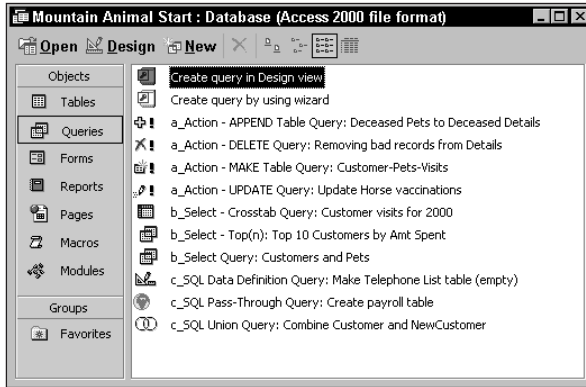 Mountain Animal Start : Database (Access 2000 file format)
Open Design New
Objects
Tables
Queries
Forms
Reports
Pages
Macros
Modules
Groups
Favorites
Create query in Design view
Create query by using wizard
a_Action - APPEND Table Query: Deceased Pets to Deceased Details
a_Action - DELETE Query: Removing bad records from Details
a_Action - MAKE Table Query: Customer-Pets-Visits
a_Action - UPDATE Query: Update Horse vaccinations
b_Select - Crosstab Query: Customer visits for 2000
b_Select - Top(n): Top 10 Customers by Amt Spent
b_Select Query: Customers and Pets
c_SQL Data Definition Query: Make Telephone List table (empty)
c_SQL Pass-Through Query: Create payroll table
c_SQL Union Query: Combine Customer and NewCustomer